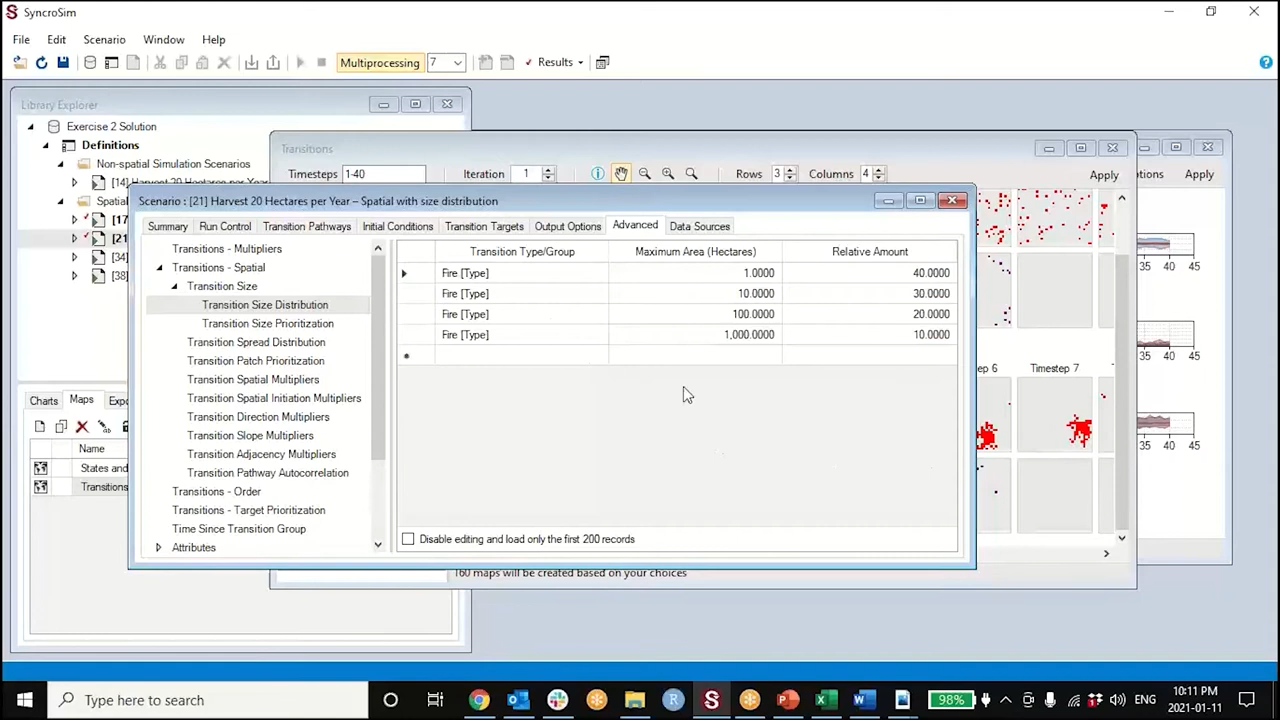 SyncroSim
File Edit Scenario Window Help
Multiprocessing 7 Results
Library Explorer
Exercise 2 Solution
Definitions
Non-spatial Simulation Scenarios
[14] Harvest 20 Hectares per Year
Spatial
[17
[21
[34]
[38]
Transitions
Timesteps 1-40 Iteration 1 Rows 3 Columns 4 Apply
Apply
Scenario : [21] Harvest 20 Hectares per Year – Spatial with size distribution
Summary Run Control Transition Pathways Initial Conditions Transition Targets Output Options Advanced Data Sources
Transitions - Multipliers
Transitions - Spatial
Transition Size
Transition Size Distribution
Transition Size Prioritization
Transition Spread Distribution
Transition Patch Prioritization
Transition Spatial Multipliers
Transition Spatial Initiation Multipliers
Transition Direction Multipliers
Transition Slope Multipliers
Transition Adjacency Multipliers
Transition Pathway Autocorrelation
Transitions - Order
Transitions - Target Prioritization
Time Since Transition Group
Attributes
Transition Type/Group Maximum Area (Hectares) Relative Amount
Fire [Type] 1.0000 40.0000
Fire [Type] 10.0000 30.0000
Fire [Type] 100.0000 20.0000
Fire [Type] 1,000.0000 10.0000
Disable editing and load only the first 200 records
35 40 45
35 40 45
35 40 45
6 Timestep 7
Charts Maps Exp
Name
States and
Transitions
160 maps will be created based on your choices
Type here to search
98%
ENG
10:11 PM
2021-01-11